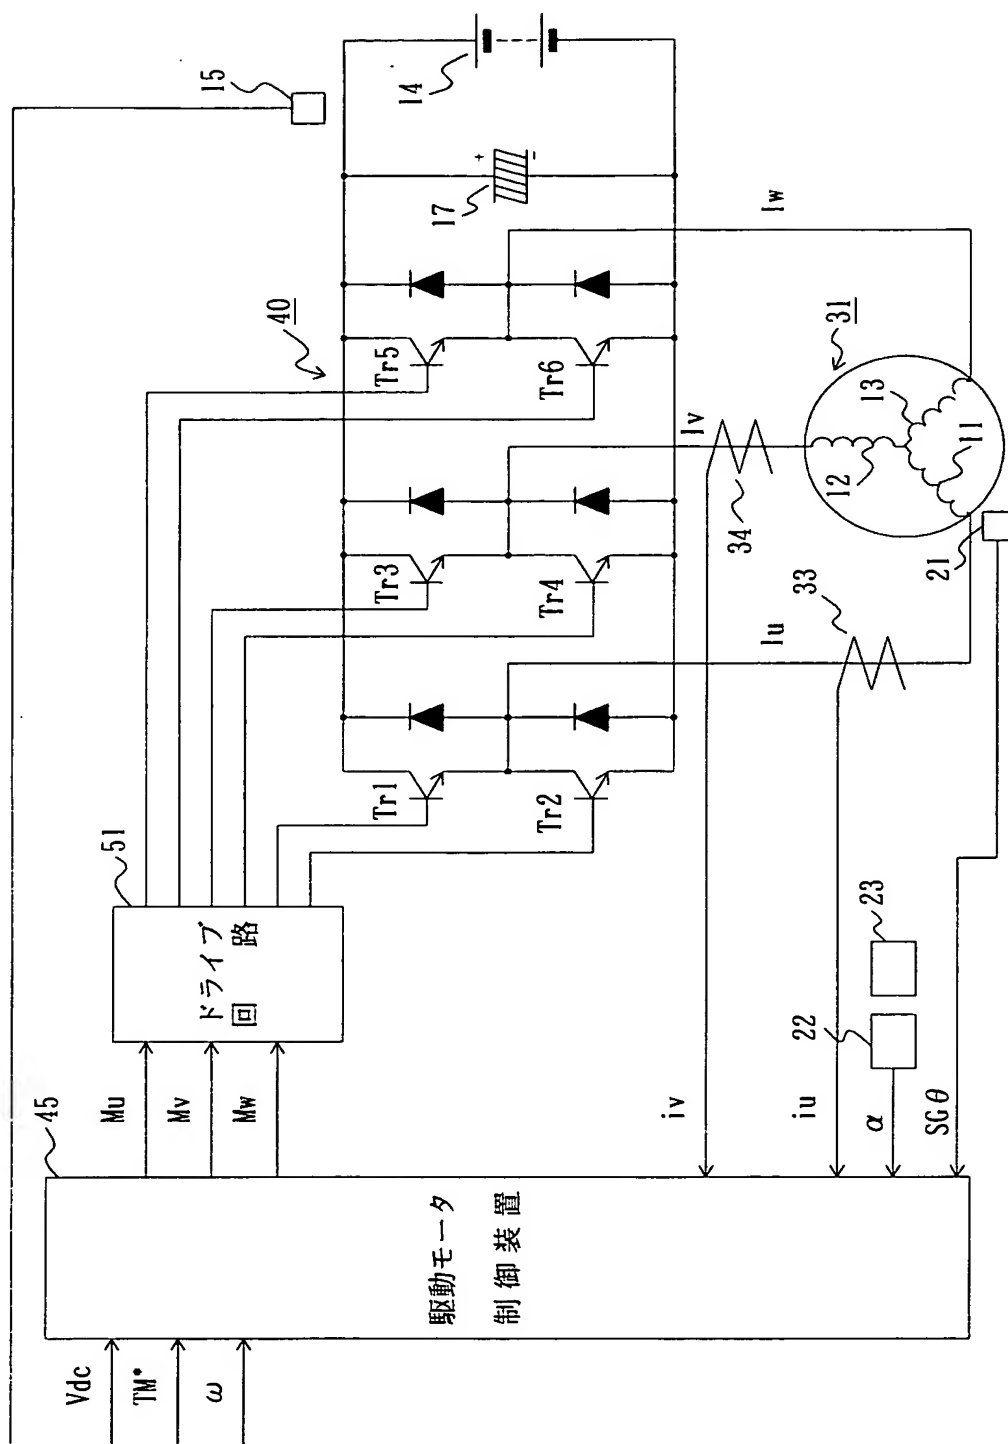 Vdc
TM*
ω
45
駆動モータ
制御装置
Mu
Mv
Mw
51
ドライブ
回路
iv
iu
α
SGθ
22
23
Tr1
Tr2
Tr3
Tr4
Tr5
Tr6
40
15
14
17
+
-
Iu
Iv
Iw
33
34
31
11
12
13
21